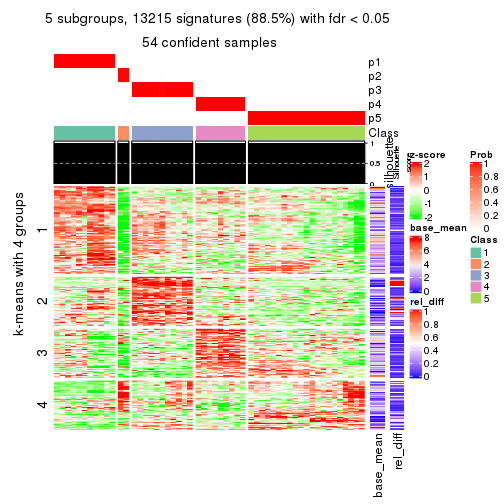 5 subgroups, 13215 signatures (88.5%) with fdr < 0.05
54 confident samples
p1
p2
p3
p4
p5
Class
1
0.5
0
silhouette
Silhouette
score
k-means with 4 groups
1
2
3
4
base_mean
rel_diff
z-score
2
1
0
-1
-2
base_mean
8
6
4
2
0
rel_diff
1
0.8
0.6
0.4
0.2
0
Prob
1
0.8
0.6
0.4
0.2
0
Class
1
2
3
4
5